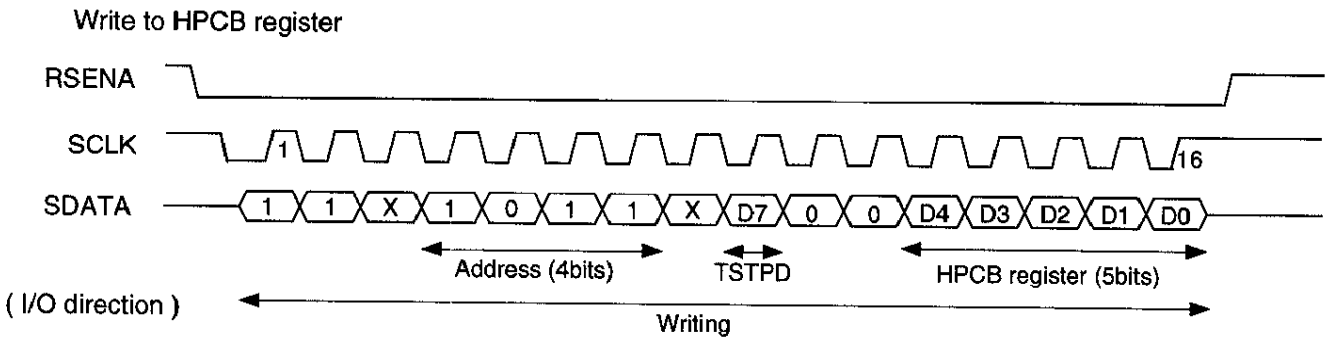 Write to HPCB register
RSENA
SCLK 1 16
SDATA 1 1 X 1 0 1 1 X D7 0 0 D4 D3 D2 D1 D0
Address (4bits) TSTPD HPCB register (5bits)
( I/O direction )
Writing